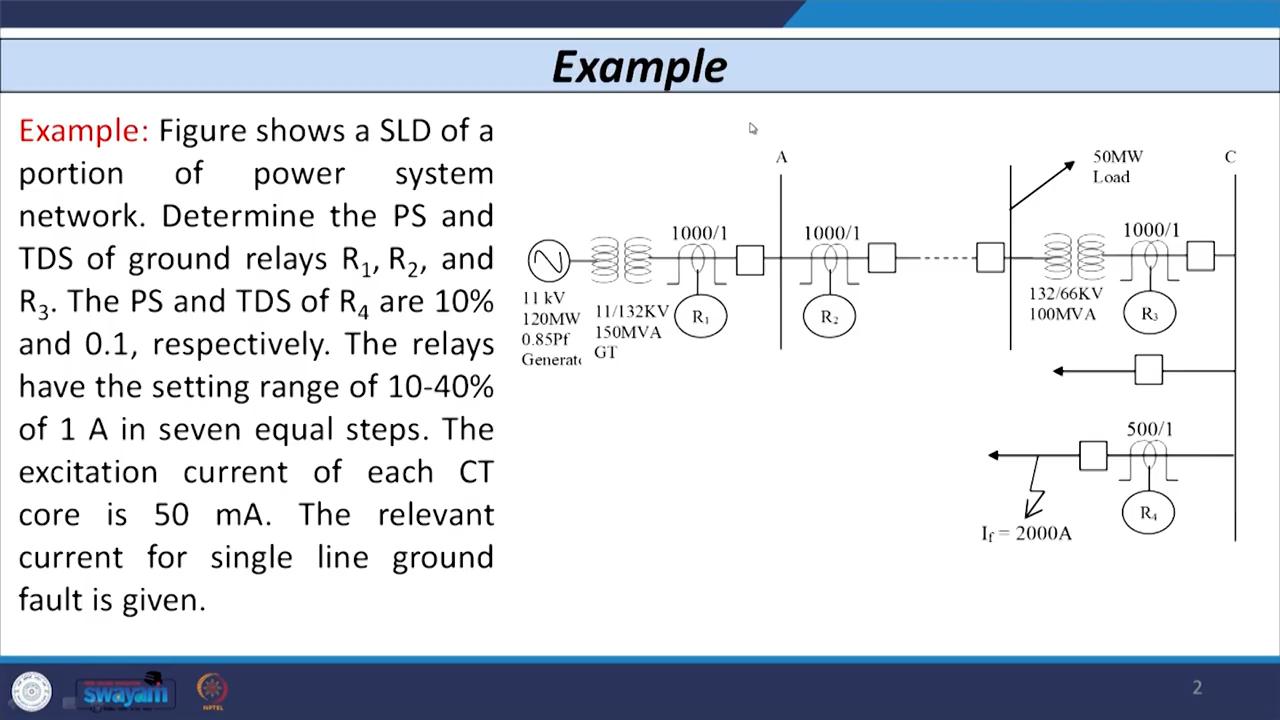 Example
Example: Figure shows a SLD of a
portion of power system
network. Determine the PS and
TDS of ground relays R₁, R₂, and
R₃. The PS and TDS of R₄ are 10%
and 0.1, respectively. The relays
have the setting range of 10-40%
of 1 A in seven equal steps. The
excitation current of each CT
core is 50 mA. The relevant
current for single line ground
fault is given.
A
50MW
Load
C
1000/1
1000/1
1000/1
11 kV
120MW
0.85Pf
Generato
11/132KV
150MVA
GT
R₁
R₂
132/66KV
100MVA
R₃
500/1
R₄
I_f = 2000A
swayam
NPTEL
2